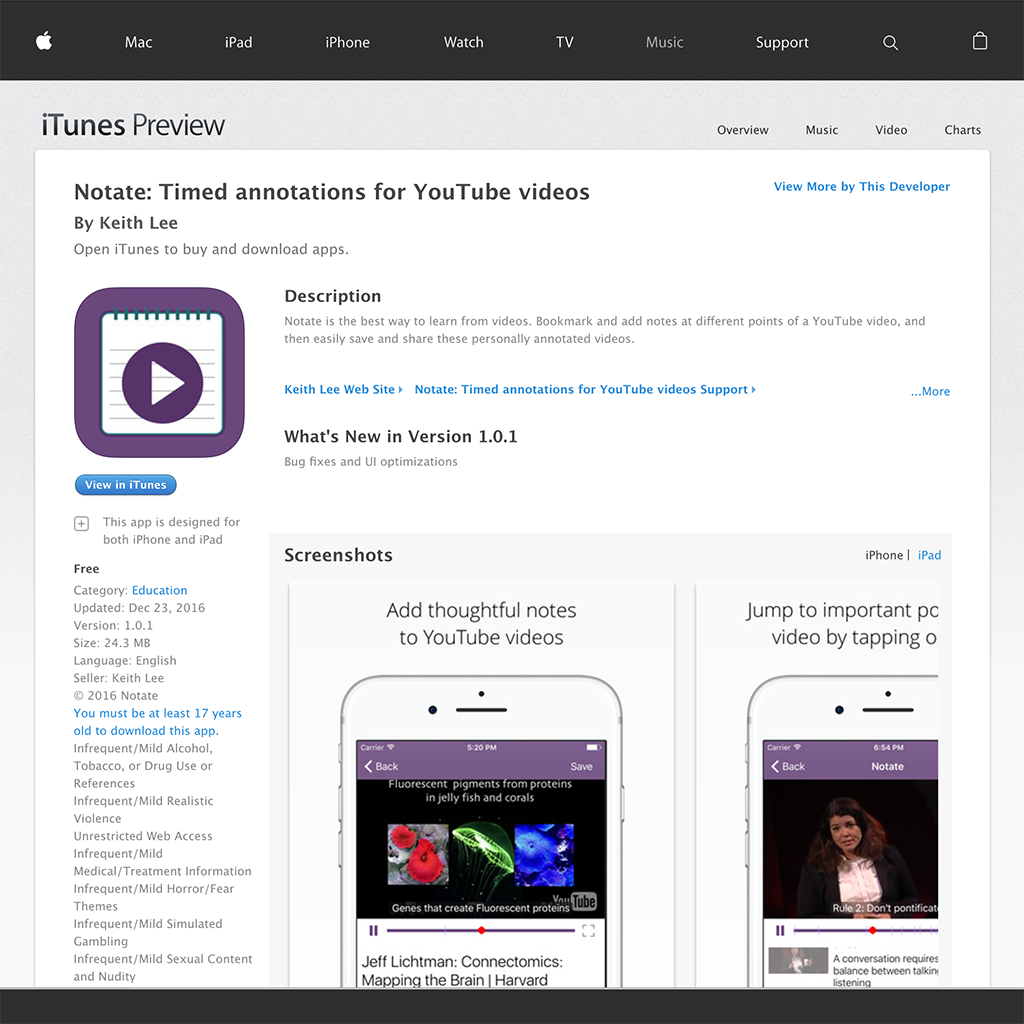 Mac iPad iPhone Watch TV Music Support
iTunes Preview
Overview Music Video Charts
Notate: Timed annotations for YouTube videos
View More by This Developer
By Keith Lee
Open iTunes to buy and download apps.
Description
Notate is the best way to learn from videos. Bookmark and add notes at different points of a YouTube video, and
then easily save and share these personally annotated videos.
Keith Lee Web Site Notate: Timed annotations for YouTube videos Support
...More
What's New in Version 1.0.1
Bug fixes and UI optimizations
View in iTunes
This app is designed for
both iPhone and iPad
Free
Category: Education
Updated: Dec 23, 2016
Version: 1.0.1
Size: 24.3 MB
Language: English
Seller: Keith Lee
© 2016 Notate
You must be at least 17 years
old to download this app.
Infrequent/Mild Alcohol,
Tobacco, or Drug Use or
References
Infrequent/Mild Realistic
Violence
Unrestricted Web Access
Infrequent/Mild
Medical/Treatment Information
Infrequent/Mild Horror/Fear
Themes
Infrequent/Mild Simulated
Gambling
Infrequent/Mild Sexual Content
and Nudity
Screenshots
iPhone | iPad
Add thoughtful notes
to YouTube videos
Carrier 5:20 PM
Back Save
Fluorescent pigments from proteins
in jelly fish and corals
YouTube
Genes that create Fluorescent proteins
Jeff Lichtman: Connectomics:
Mapping the Brain | Harvard
Jump to important po
video by tapping o
Carrier 6:54 PM
Back Notate
Rule 2: Don't pontificat
A conversation requires
balance between talkin
listening